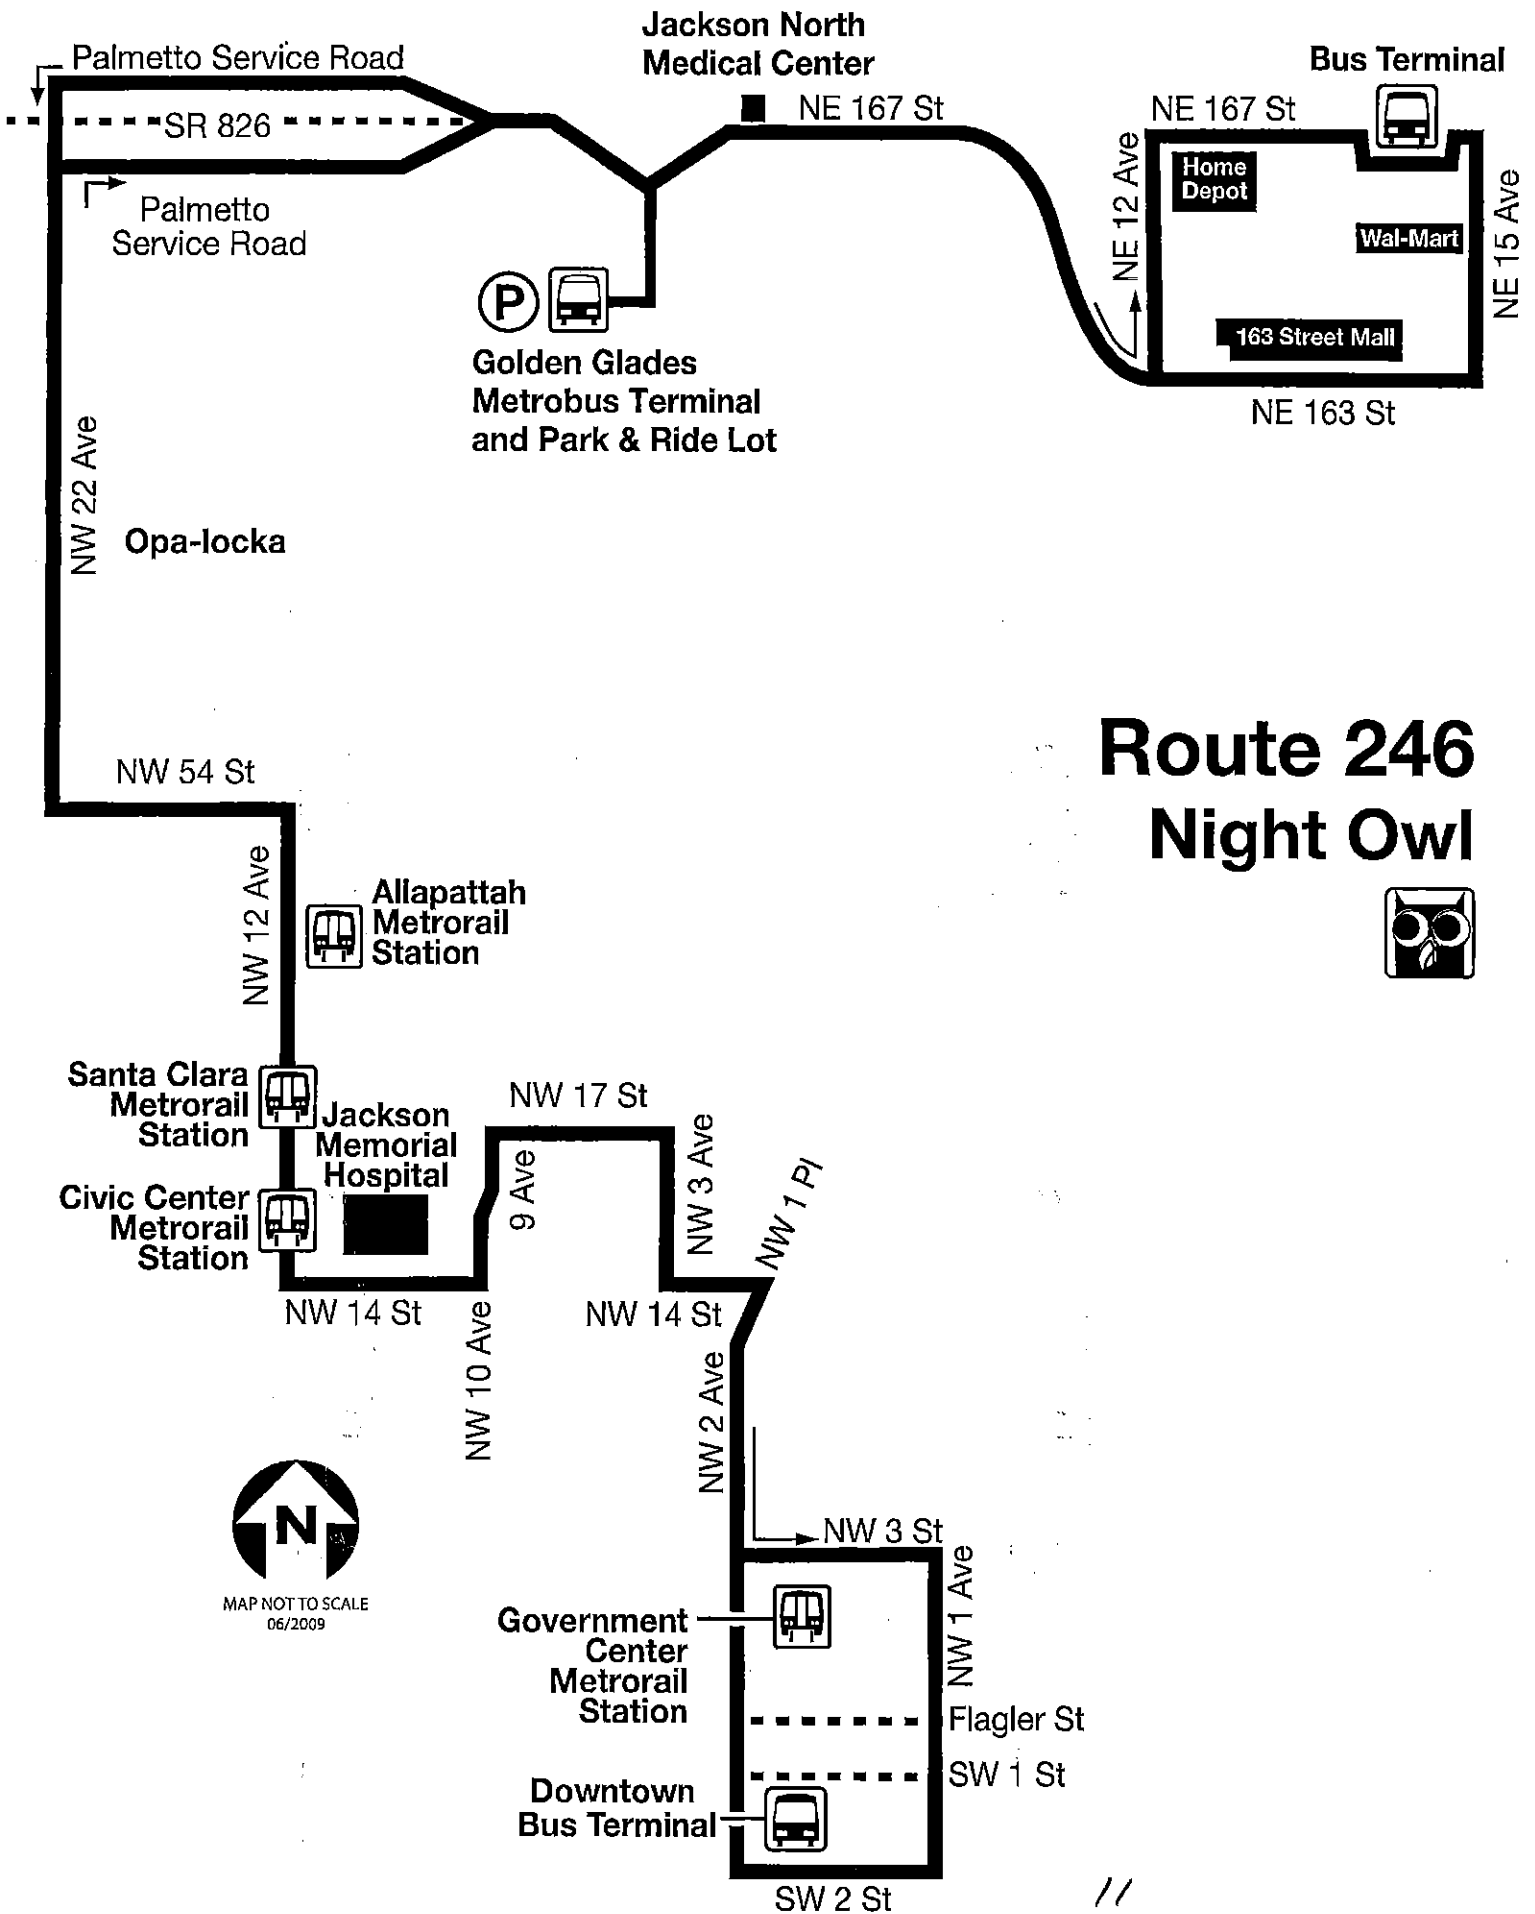 Jackson North
Medical Center
Palmetto Service Road
Bus Terminal
SR 826
NE 167 St
NE 167 St
NE 12 Ave
Home
Depot
Wal-Mart
NE 15 Ave
163 Street Mall
NE 163 St
Palmetto
Service Road
P
Golden Glades
Metrobus Terminal
and Park & Ride Lot
NW 22 Ave
Opa-locka
Route 246
Night Owl
NW 54 St
NW 12 Ave
Allapattah
Metrorail
Station
Santa Clara
Metrorail
Station
Jackson
Memorial
Hospital
Civic Center
Metrorail
Station
NW 17 St
9 Ave
NW 3 Ave
NW 1 Pl
NW 14 St
NW 10 Ave
NW 14 St
NW 2 Ave
N
MAP NOT TO SCALE
06/2009
NW 3 St
NW 1 Ave
Government
Center
Metrorail
Station
Flagler St
SW 1 St
Downtown
Bus Terminal
SW 2 St